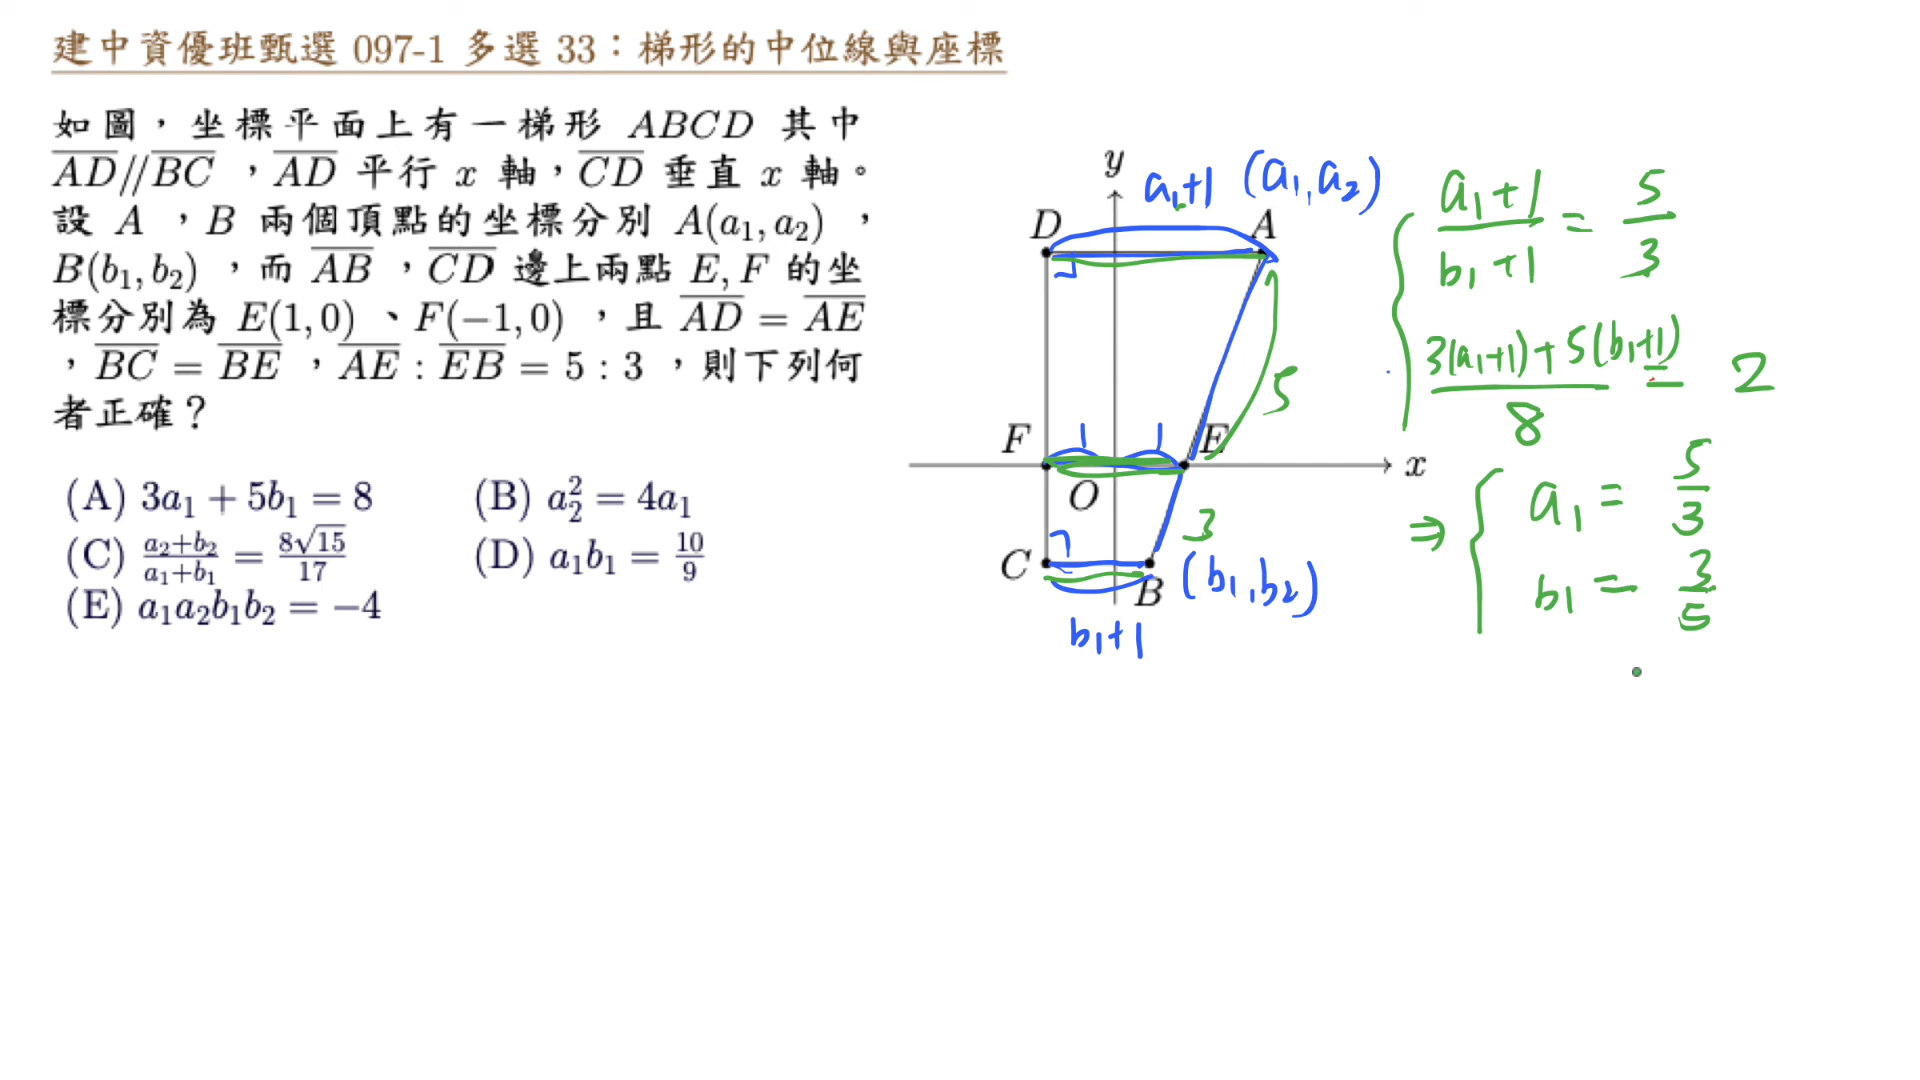 建中資優班甄選 097-1 多選 33：梯形的中位線與座標
如圖，坐標平面上有一梯形 ABCD 其中
AD//BC ，AD 平行 x 軸，CD 垂直 x 軸。
設 A ，B 兩個頂點的坐標分別 A(a₁, a₂) ，
B(b₁, b₂) ，而 AB ，CD 邊上兩點 E, F 的坐
標分別為 E(1, 0) 、F(−1, 0) ，且 AD = AE
，BC = BE ，AE : EB = 5 : 3 ，則下列何
者正確？
(A) 3a₁ + 5b₁ = 8
(B) a₂² = 4a₁
(C) (a₂+b₂)/(a₁+b₁) = 8√15/17
(D) a₁b₁ = 10/9
(E) a₁a₂b₁b₂ = −4
y
a₁+1 (a₁,a₂)
D A
5
F 1 1 E
x
O
3
C B (b₁,b₂)
b₁+1
(a₁+1)/(b₁+1) = 5/3
(3(a₁+1)+5(b₁+1))/8 = 2
⇒ a₁ = 5/3
b₁ = 3/5